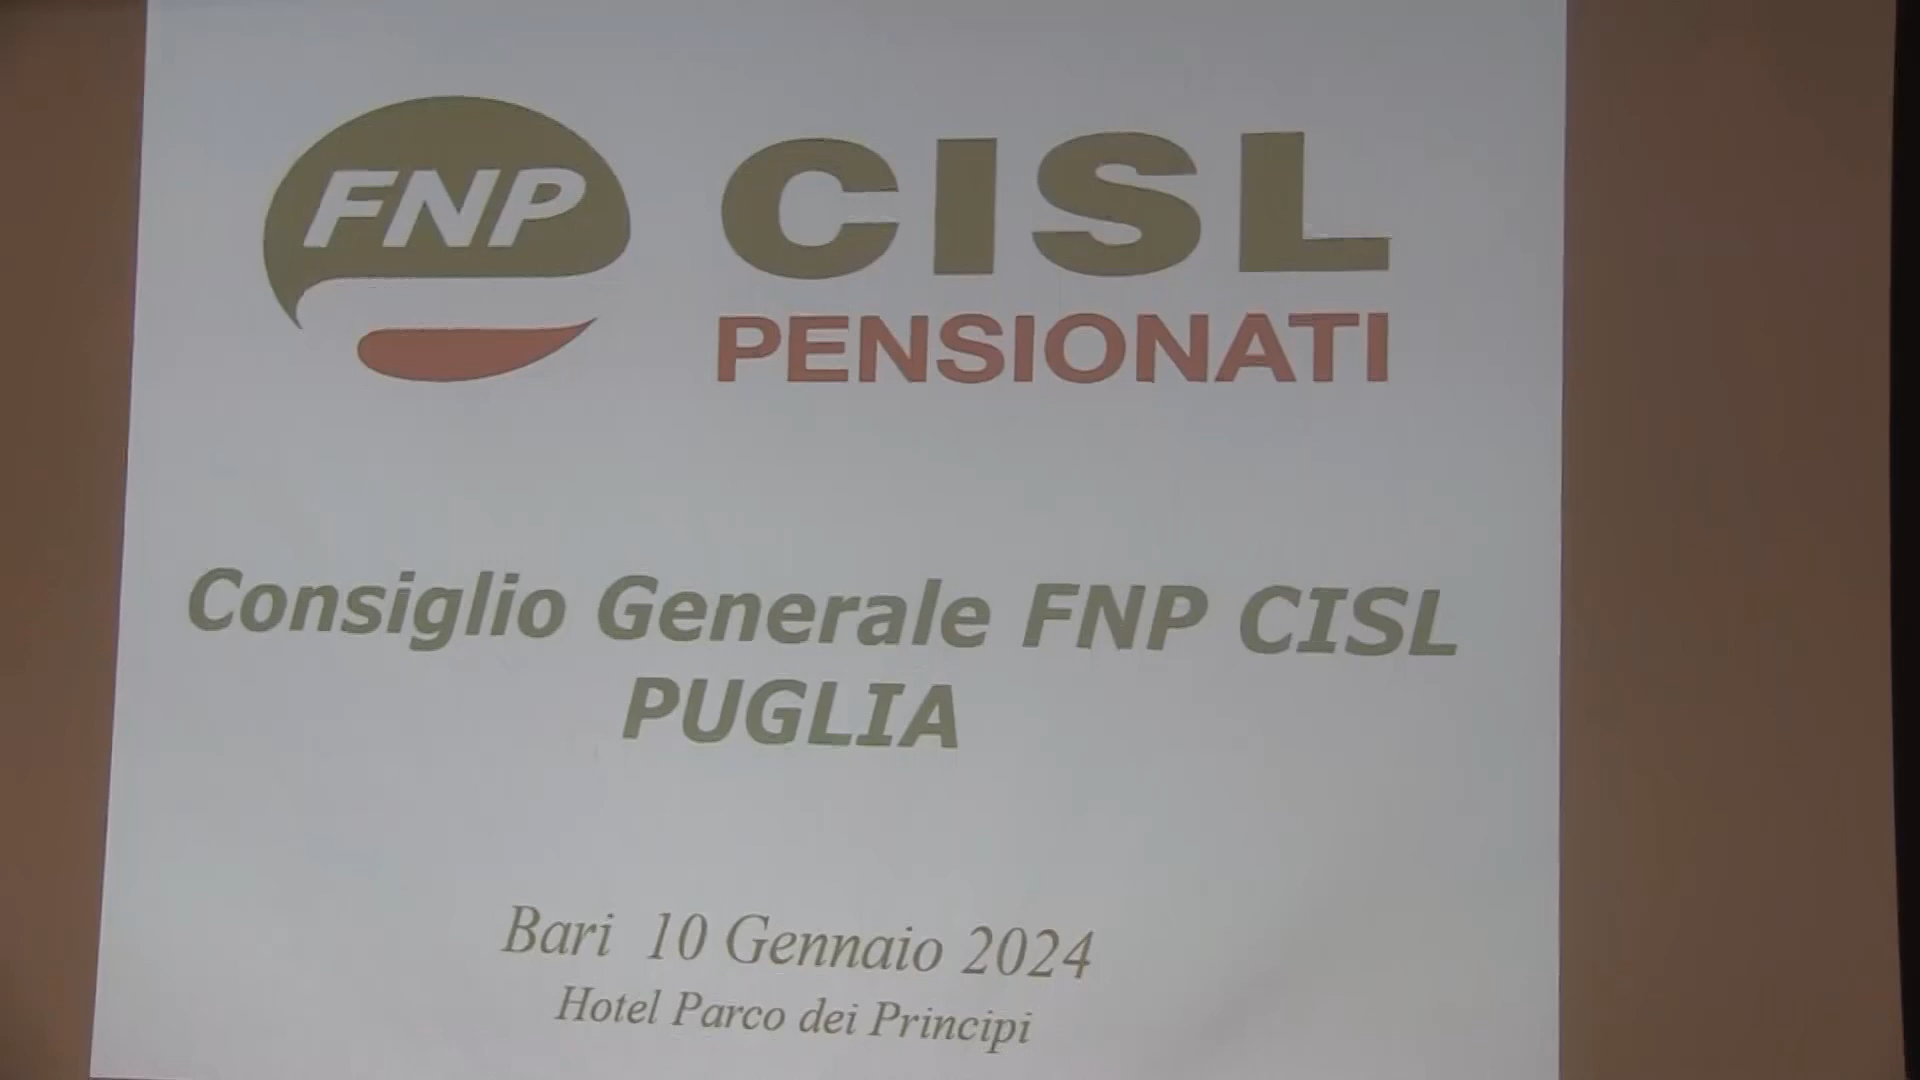 FNP
CISL
PENSIONATI
Consiglio Generale FNP CISL
PUGLIA
Bari 10 Gennaio 2024
Hotel Parco dei Principi